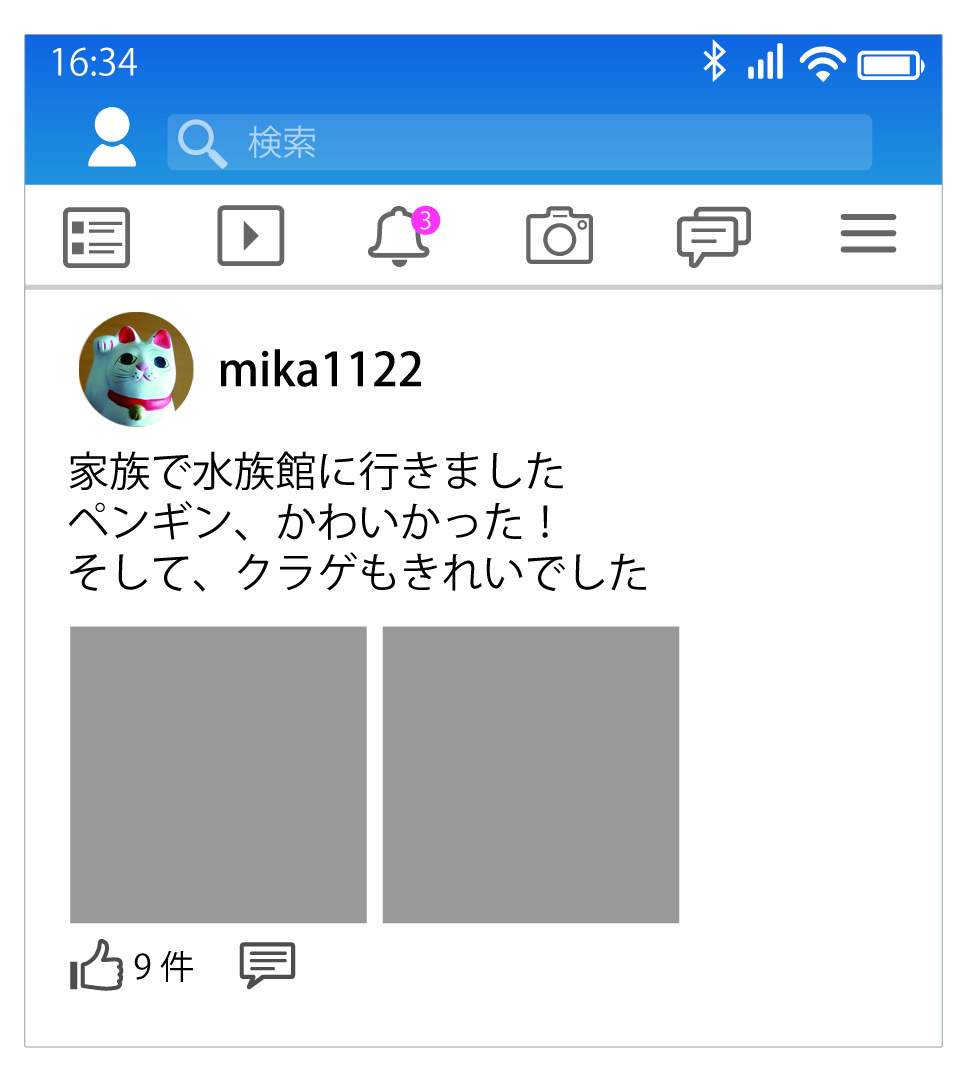 16:34
検索
3
mika1122
家族で水族館に行きました
ペンギン、かわいかった！
そして、クラゲもきれいでした
9 件